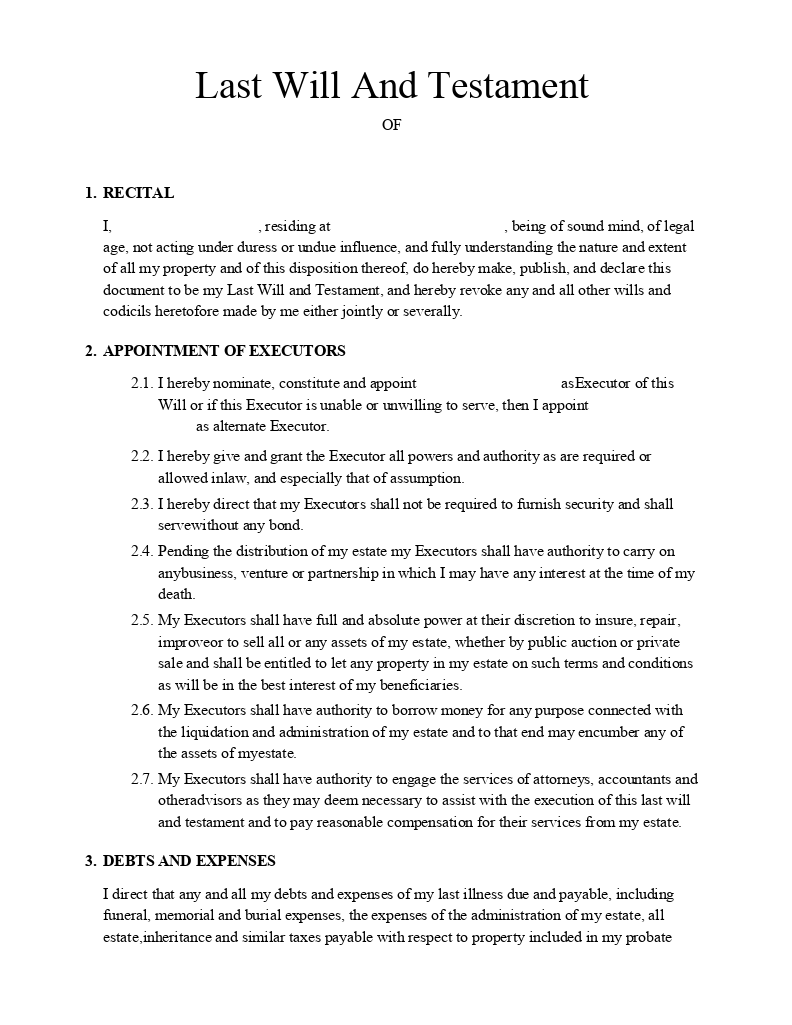 Last Will And Testament
OF
1. RECITAL
I, , residing at , being of sound mind, of legal
age, not acting under duress or undue influence, and fully understanding the nature and extent
of all my property and of this disposition thereof, do hereby make, publish, and declare this
document to be my Last Will and Testament, and hereby revoke any and all other wills and
codicils heretofore made by me either jointly or severally.
2. APPOINTMENT OF EXECUTORS
2.1. I hereby nominate, constitute and appoint asExecutor of this
Will or if this Executor is unable or unwilling to serve, then I appoint
as alternate Executor.
2.2. I hereby give and grant the Executor all powers and authority as are required or
allowed inlaw, and especially that of assumption.
2.3. I hereby direct that my Executors shall not be required to furnish security and shall
servewithout any bond.
2.4. Pending the distribution of my estate my Executors shall have authority to carry on
anybusiness, venture or partnership in which I may have any interest at the time of my
death.
2.5. My Executors shall have full and absolute power at their discretion to insure, repair,
improveor to sell all or any assets of my estate, whether by public auction or private
sale and shall be entitled to let any property in my estate on such terms and conditions
as will be in the best interest of my beneficiaries.
2.6. My Executors shall have authority to borrow money for any purpose connected with
the liquidation and administration of my estate and to that end may encumber any of
the assets of myestate.
2.7. My Executors shall have authority to engage the services of attorneys, accountants and
otheradvisors as they may deem necessary to assist with the execution of this last will
and testament and to pay reasonable compensation for their services from my estate.
3. DEBTS AND EXPENSES
I direct that any and all my debts and expenses of my last illness due and payable, including
funeral, memorial and burial expenses, the expenses of the administration of my estate, all
estate,inheritance and similar taxes payable with respect to property included in my probate